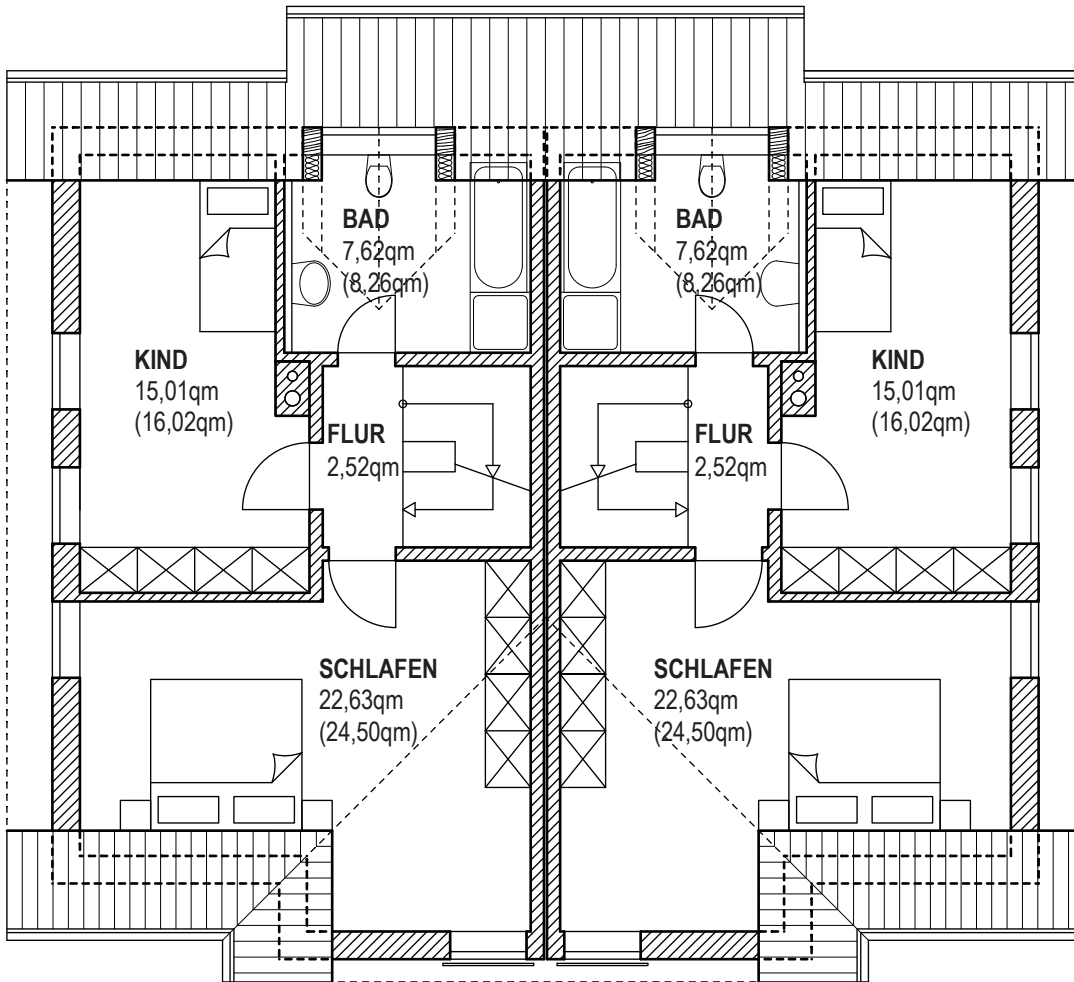 BAD
7,62qm
(8,26qm)
BAD
7,62qm
(8,26qm)
KIND
15,01qm
(16,02qm)
KIND
15,01qm
(16,02qm)
FLUR
2,52qm
FLUR
2,52qm
SCHLAFEN
22,63qm
(24,50qm)
SCHLAFEN
22,63qm
(24,50qm)